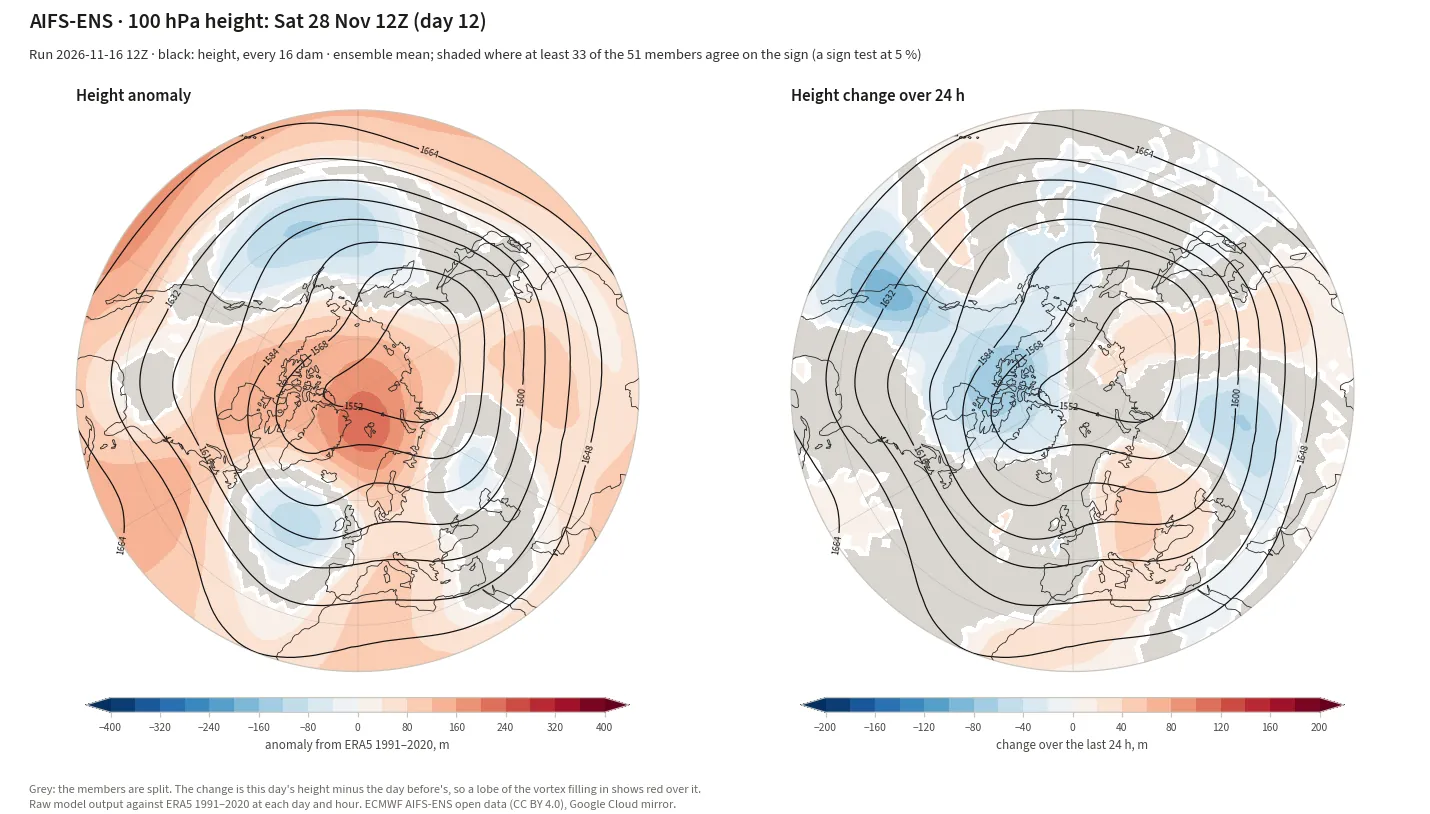 AIFS-ENS · 100 hPa height: Sat 28 Nov 12Z (day 12)
Run 2026-11-16 12Z · black: height, every 16 dam · ensemble mean; shaded where at least 33 of the 51 members agree on the sign (a sign test at 5 %)
Height anomaly
Height change over 24 h
1664
1632
1584
1568
1552
1600
1648
1664
1664
1632
1584
1568
1552
1600
1648
1664
−400 −320 −240 −160 −80 0 80 160 240 320 400
anomaly from ERA5 1991–2020, m
−200 −160 −120 −80 −40 0 40 80 120 160 200
change over the last 24 h, m
Grey: the members are split. The change is this day's height minus the day before's, so a lobe of the vortex filling in shows red over it.
Raw model output against ERA5 1991–2020 at each day and hour. ECMWF AIFS-ENS open data (CC BY 4.0), Google Cloud mirror.